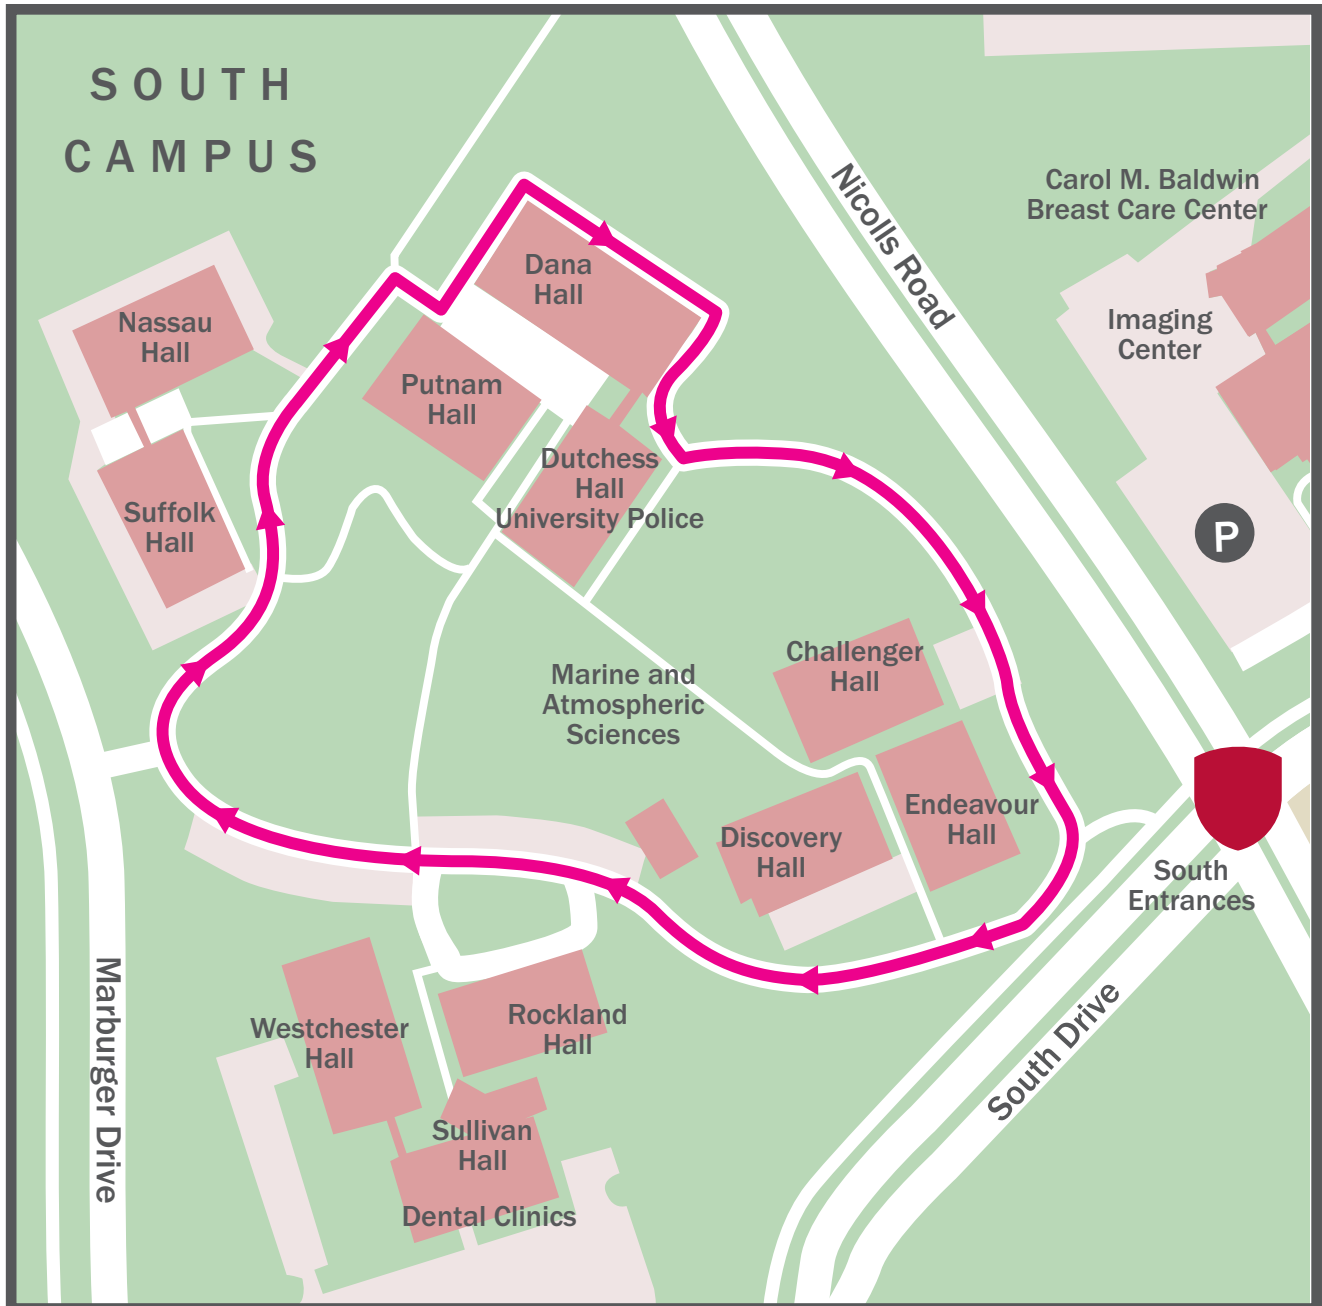 SOUTH
CAMPUS
Nicolls Road
Carol M. Baldwin
Breast Care Center
Dana
Hall
Nassau
Hall
Imaging
Center
Putnam
Hall
Dutchess
Hall
University Police
Suffolk
Hall
P
Challenger
Hall
Marine and
Atmospheric
Sciences
Endeavour
Hall
Discovery
Hall
South
Entrances
Marburger Drive
Westchester
Hall
Rockland
Hall
South Drive
Sullivan
Hall
Dental Clinics